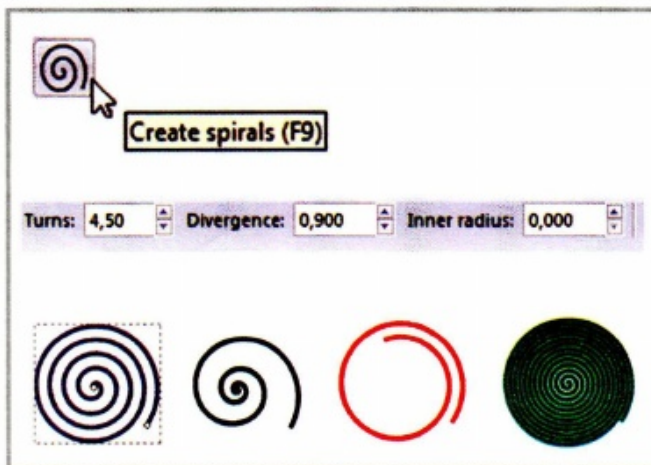 Create spirals (F9)
Turns: 4,50 Divergence: 0,900 Inner radius: 0,000